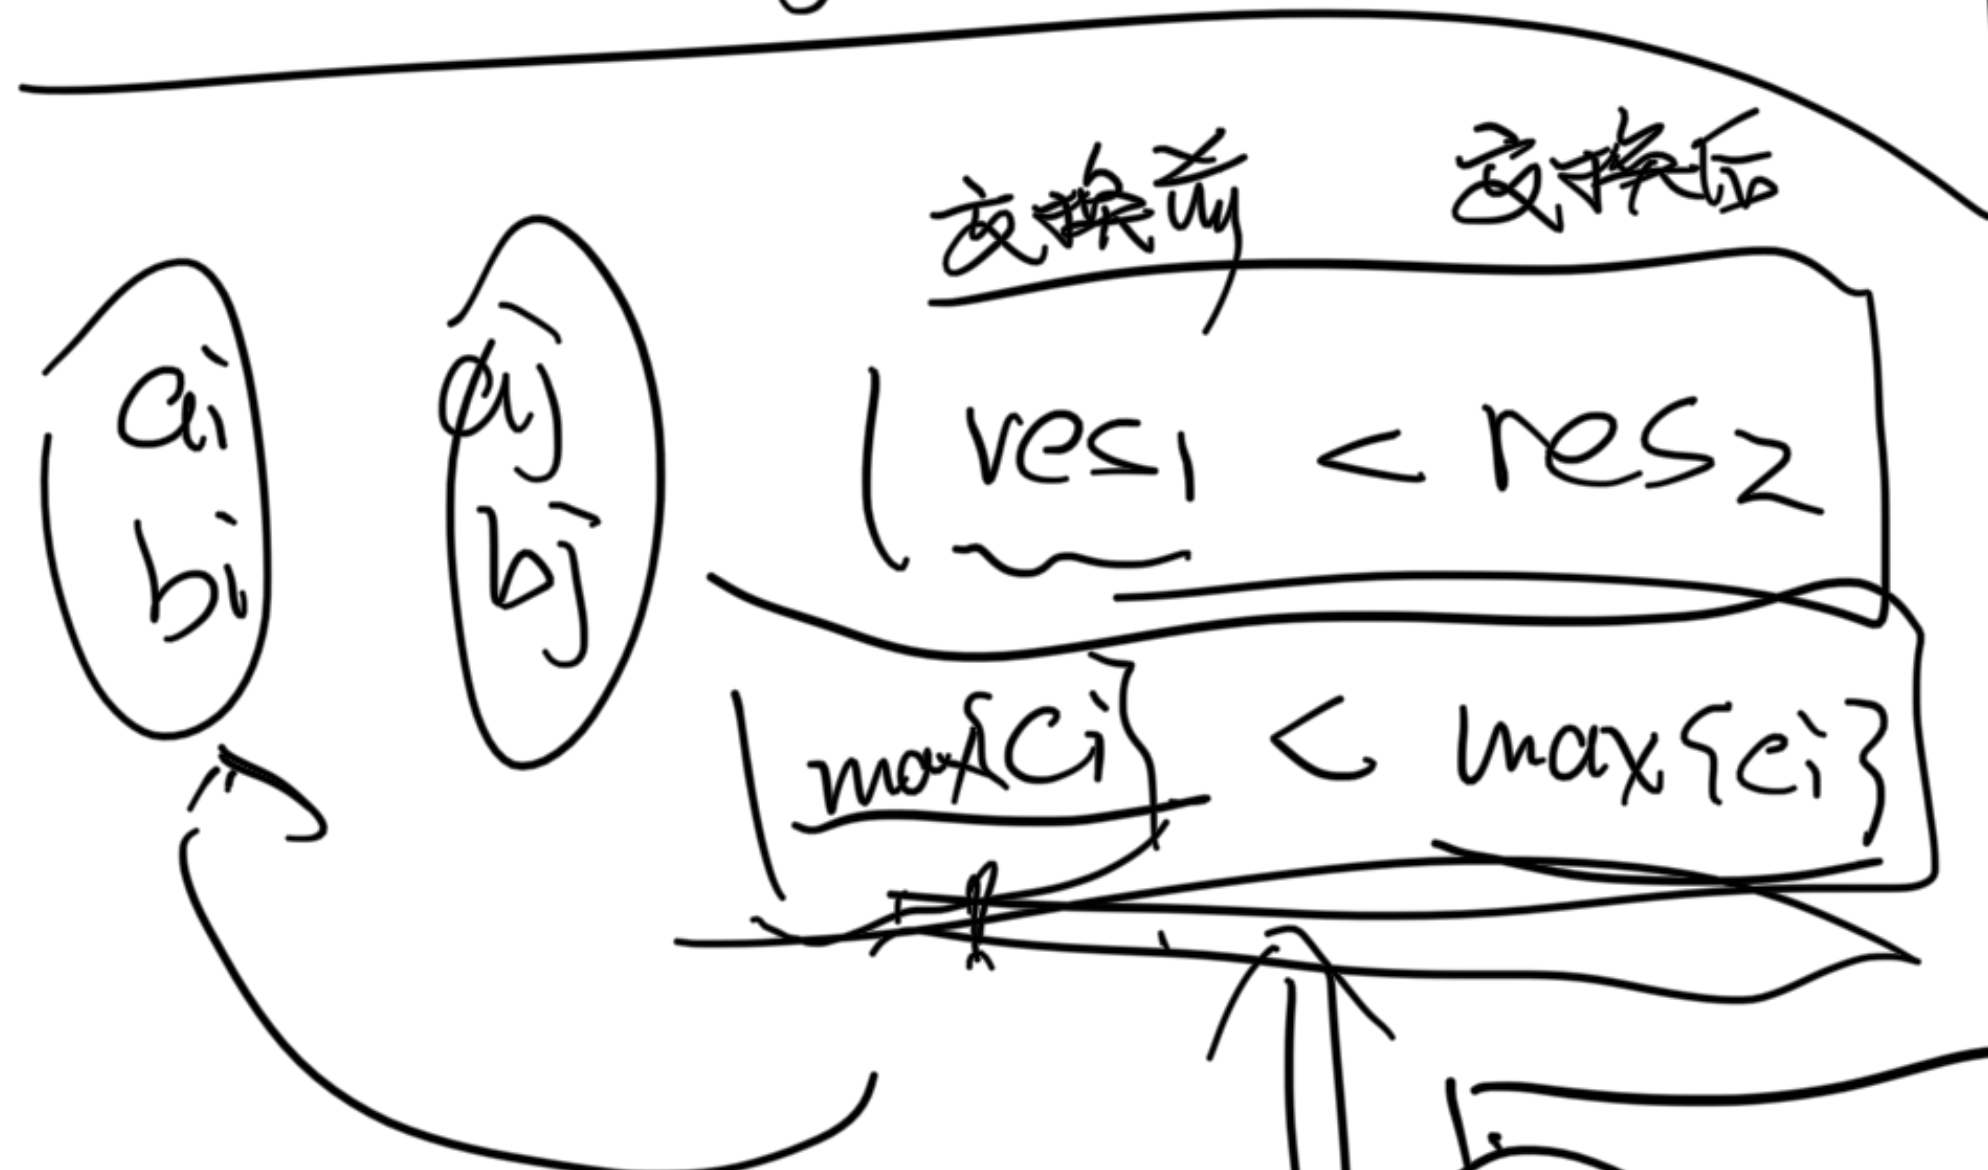 交换前 交换后
ai aj
bi bj
res1 < res2
max{ci} < max{ci}